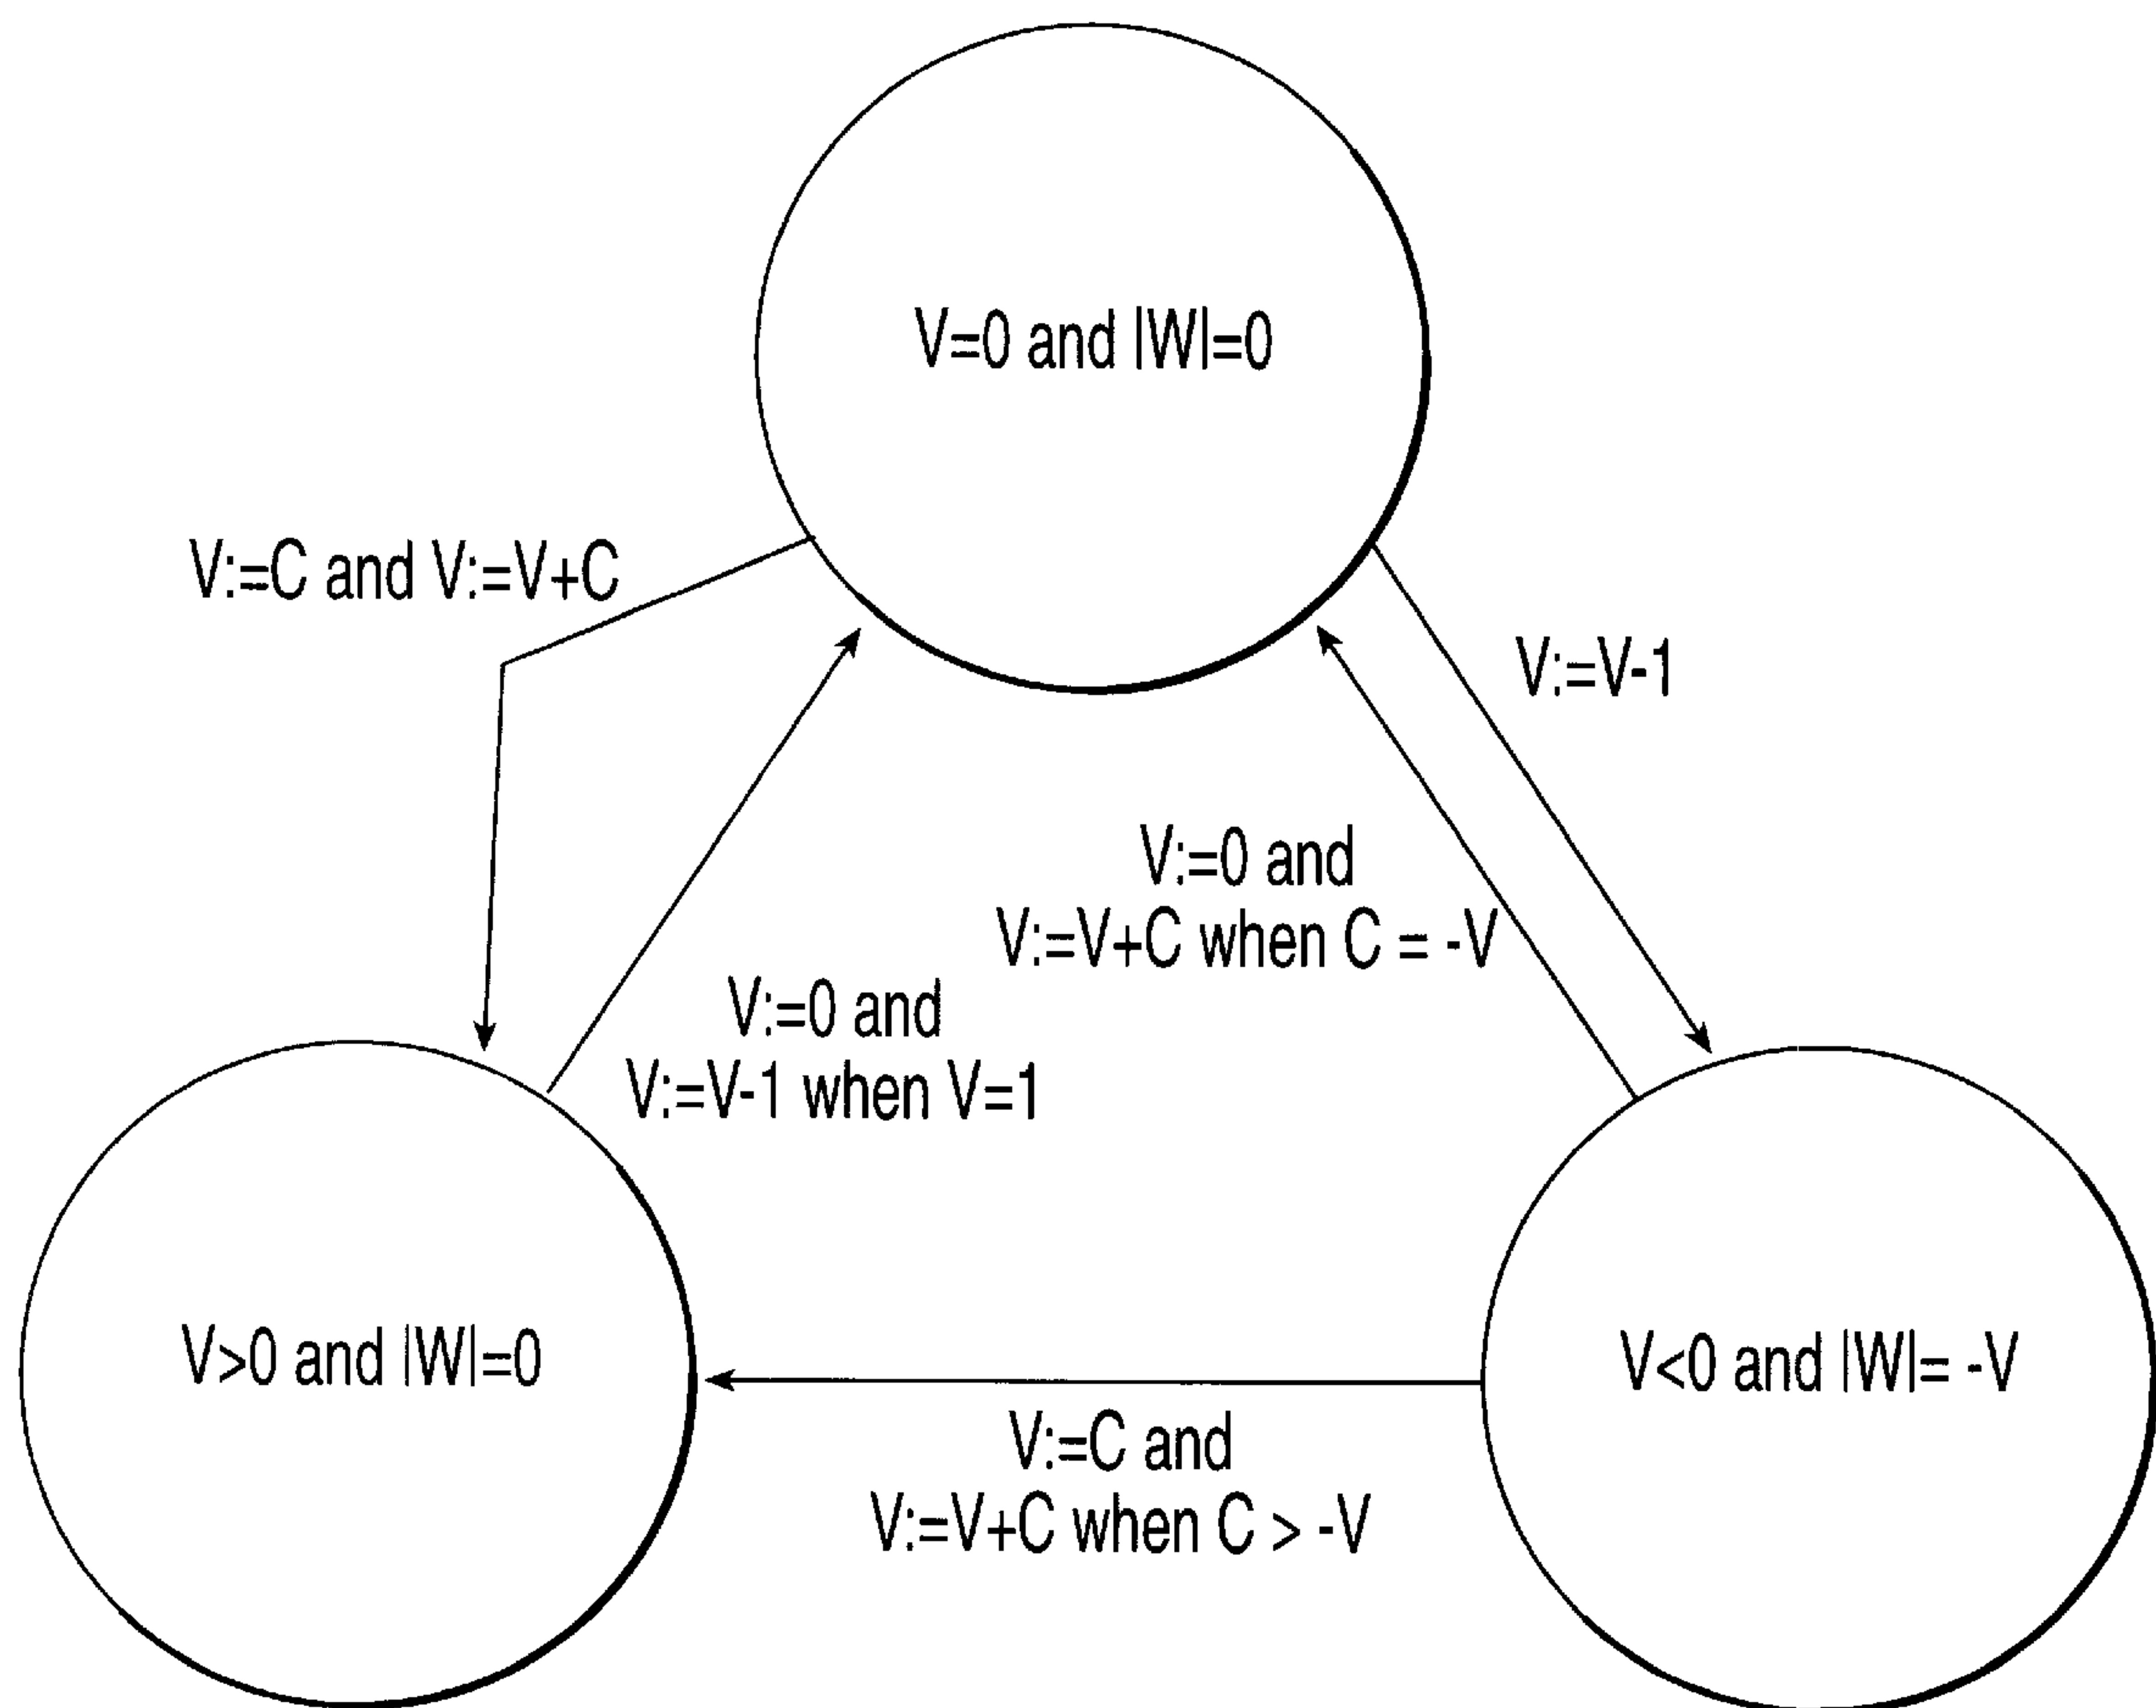 V=0 and |W|=0
V:=C and V:=V+C
V:=V-1
V:=0 and
V:=V+C when C = -V
V:=0 and
V:=V-1 when V=1
V>0 and |W|=0
V<0 and |W|= -V
V:=C and
V:=V+C when C > -V